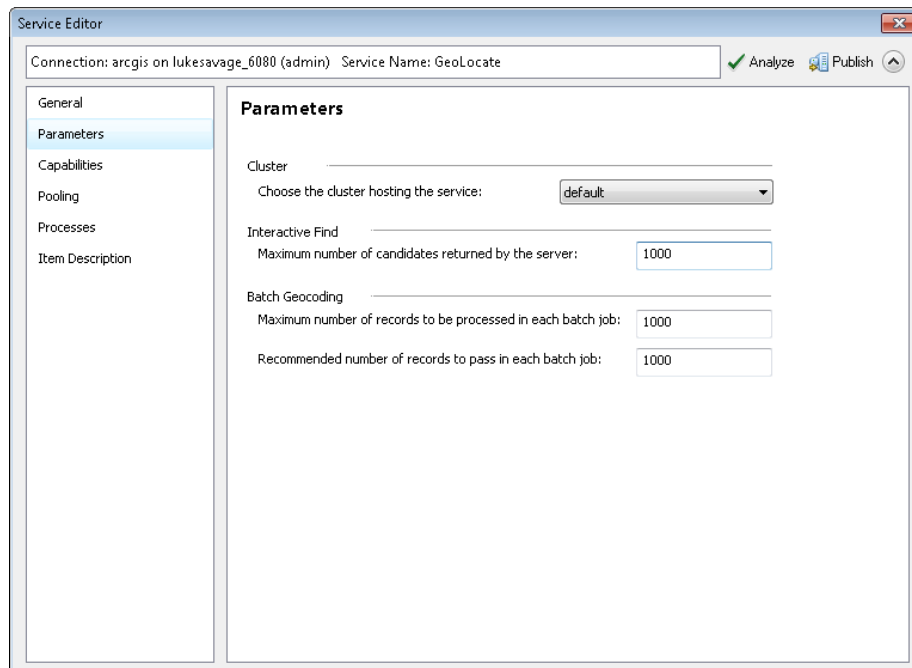 Service Editor
Connection: arcgis on lukesavage_6080 (admin)   Service Name: GeoLocate
Analyze
Publish
General
Parameters
Capabilities
Pooling
Processes
Item Description
Parameters
Cluster
Choose the cluster hosting the service: default
Interactive Find
Maximum number of candidates returned by the server: 1000
Batch Geocoding
Maximum number of records to be processed in each batch job: 1000
Recommended number of records to pass in each batch job: 1000